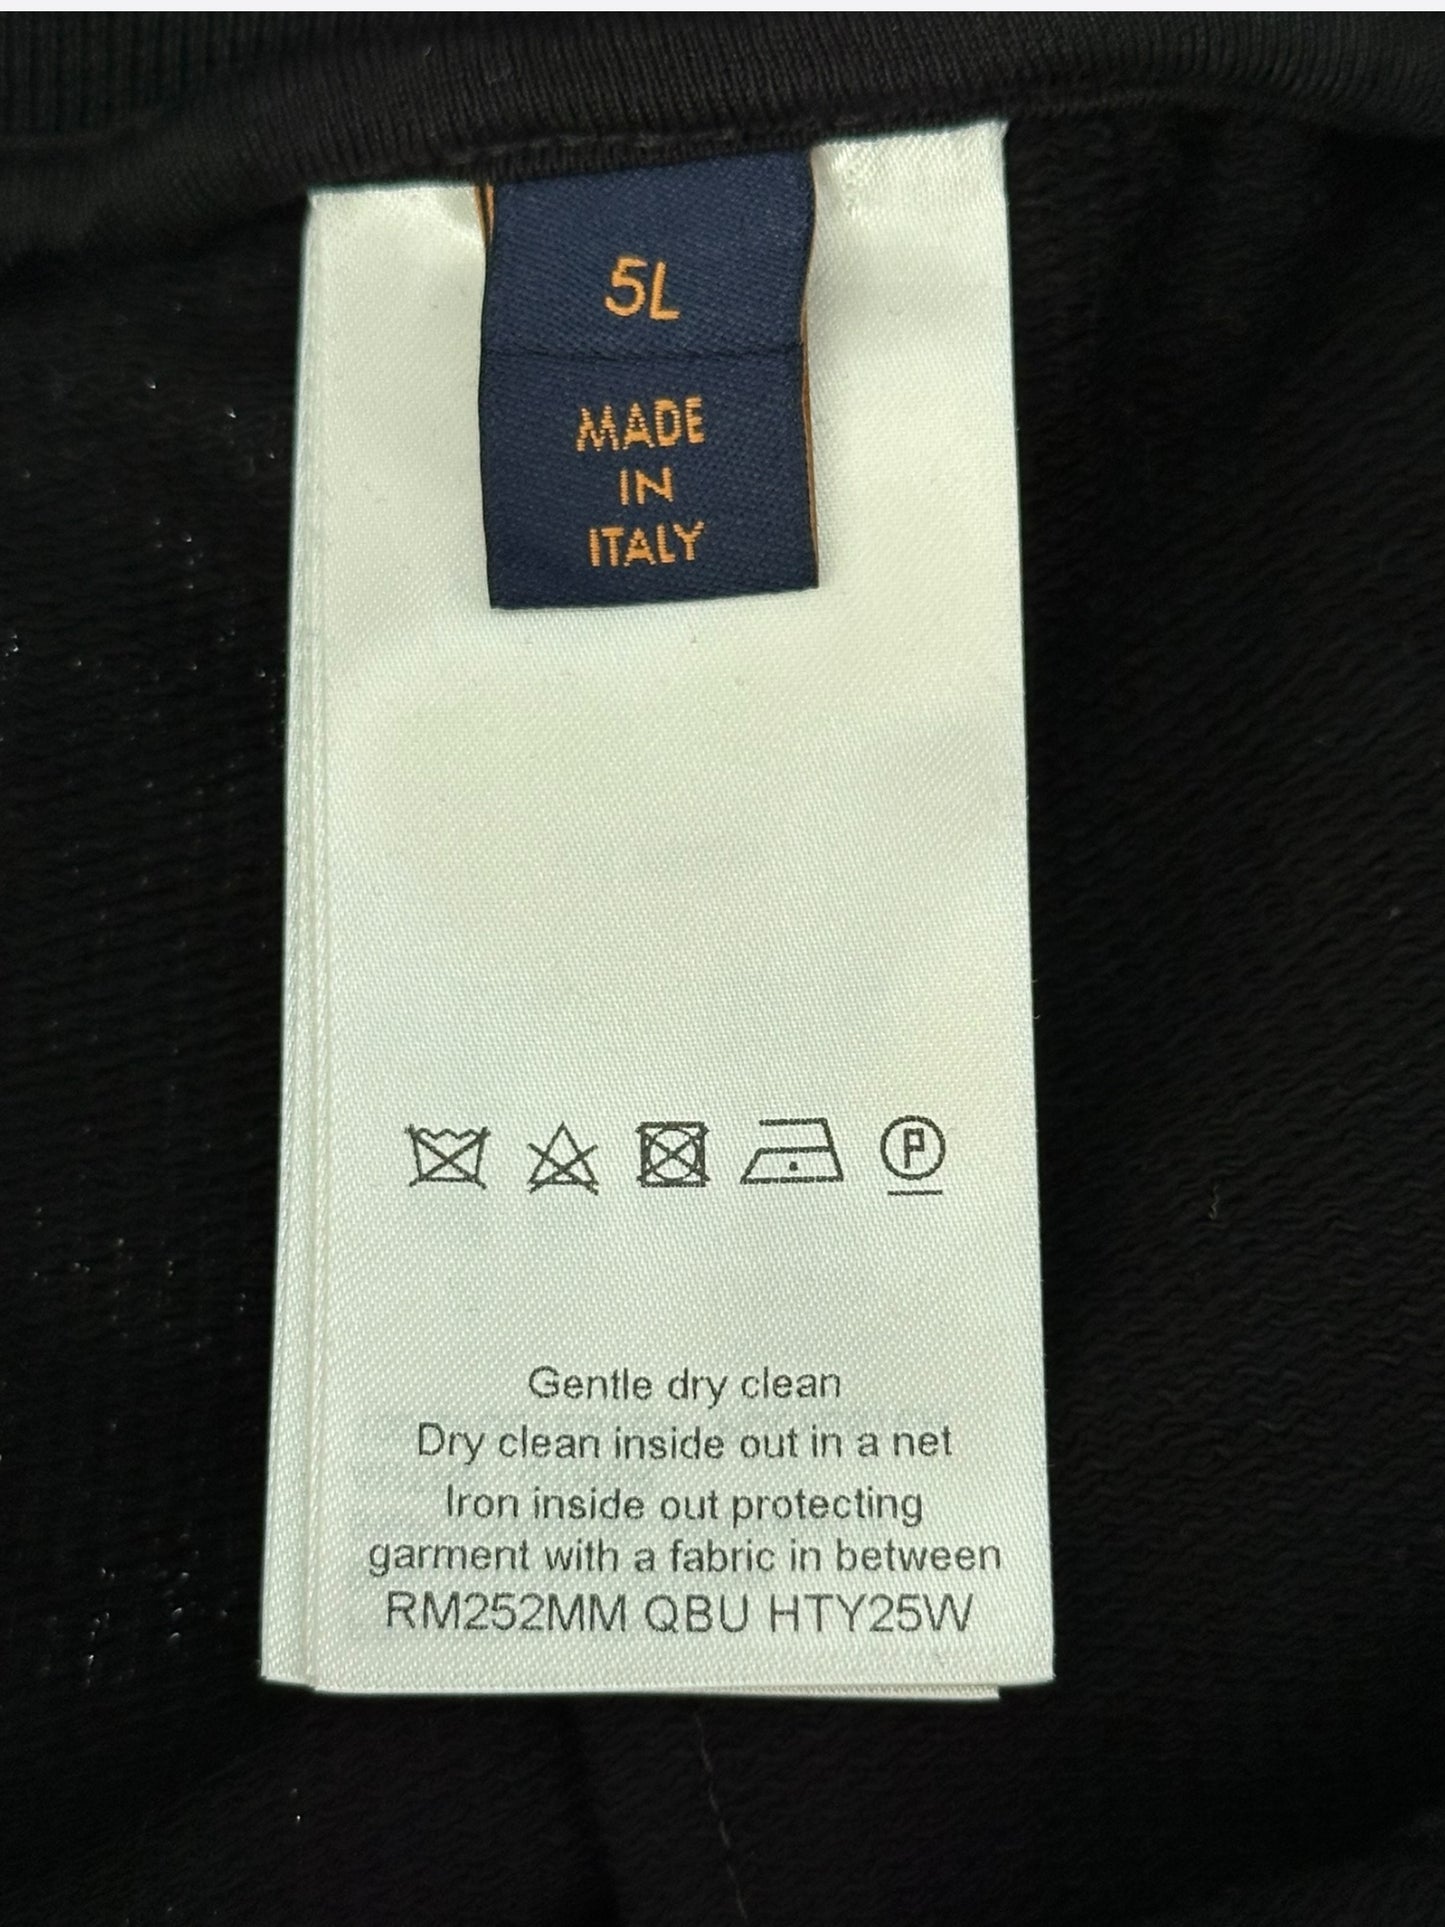 5L
MADE
IN
ITALY
P
Gentle dry clean
Dry clean inside out in a net
Iron inside out protecting
garment with a fabric in between
RM252MM QBU HTY25W